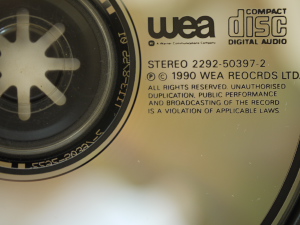 wea
COMPACT
disc
DIGITAL AUDIO
STEREO 2292-50397-2
Ⓟ © 1990 WEA REOCRDS LTD.
ALL RIGHTS RESERVED. UNAUTHORISED
DUPLICATION, PUBLIC PERFORMANCE
AND BROADCASTING OF THE RECORD
IS A VIOLATION OF APPLICABLE LAWS